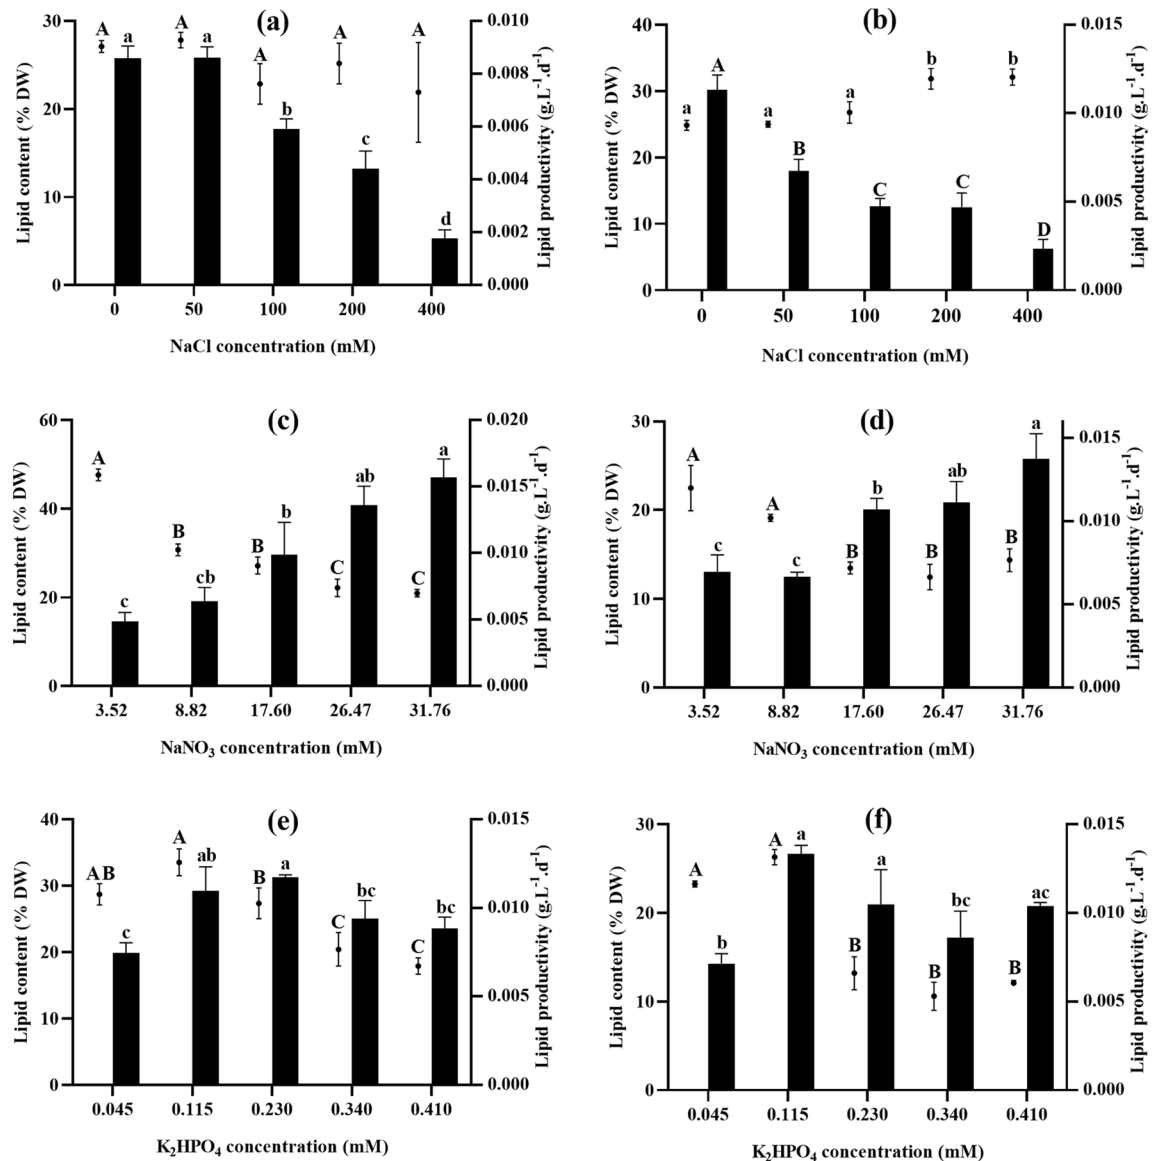 (a)
Lipid content (% DW)
30
20
10
0
A A A A A
a a b c d
0.010
0.008
0.006
0.004
0.002
0.000
Lipid productivity (g.L-1.d-1)
0 50 100 200 400
NaCl concentration (mM)
(b)
Lipid content (% DW)
40
30
20
10
0
a a a b b
A B C C D
0.015
0.010
0.005
0.000
Lipid productivity (g.L-1.d-1)
0 50 100 200 400
NaCl concentration (mM)
(c)
Lipid content (% DW)
60
40
20
0
A B B C C
c cb b ab a
0.020
0.015
0.010
0.005
0.000
Lipid productivity (g.L-1.d-1)
3.52 8.82 17.60 26.47 31.76
NaNO3 concentration (mM)
(d)
Lipid content (% DW)
30
20
10
0
A A B B B
c c b ab a
0.015
0.010
0.005
0.000
Lipid productivity (g.L-1.d-1)
3.52 8.82 17.60 26.47 31.76
NaNO3 concentration (mM)
(e)
Lipid content (% DW)
40
30
20
10
0
AB A B C C
c ab a bc bc
0.015
0.010
0.005
0.000
Lipid productivity (g.L-1.d-1)
0.045 0.115 0.230 0.340 0.410
K2HPO4 concentration (mM)
(f)
Lipid content (% DW)
30
20
10
0
A A B B B
b a a bc ac
0.015
0.010
0.005
0.000
Lipid productivity (g.L-1.d-1)
0.045 0.115 0.230 0.340 0.410
K2HPO4 concentration (mM)